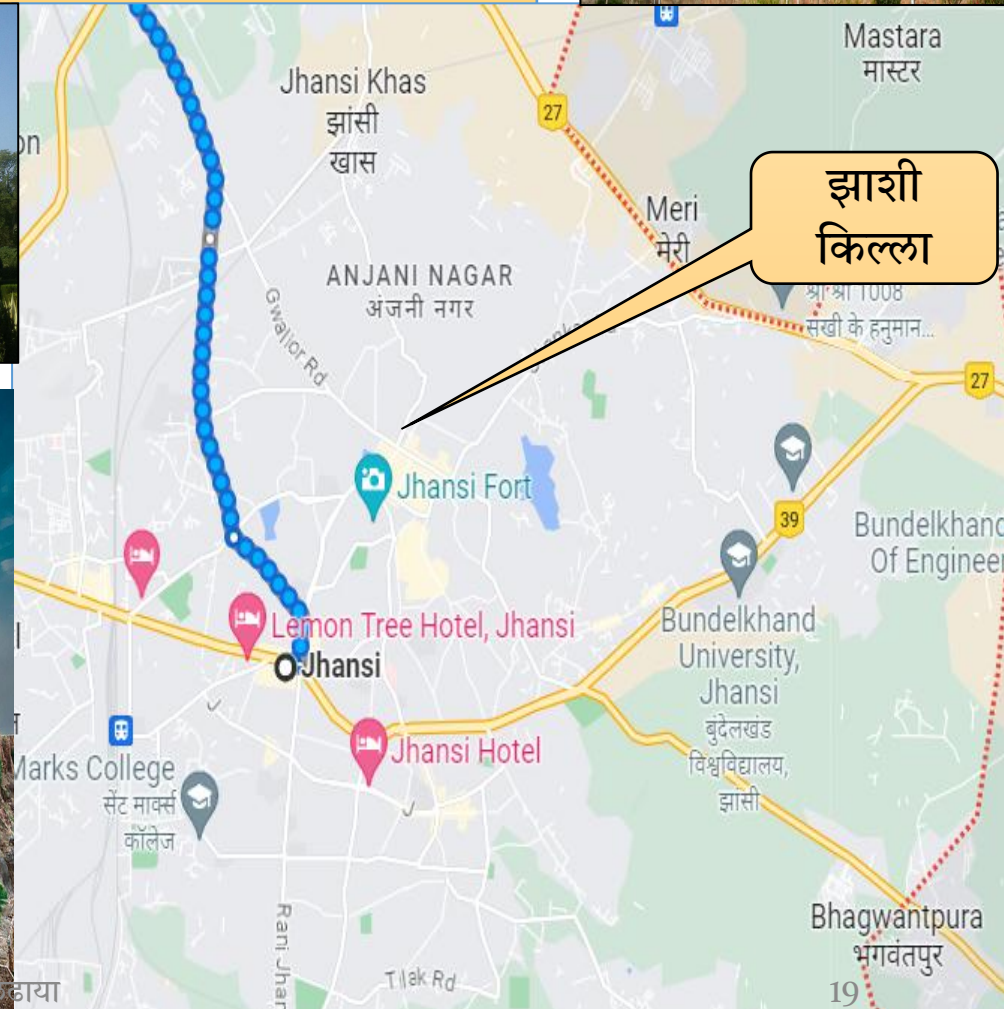 Mastara
मास्टर
Jhansi Khas
झांसी
खास
27
झाशी
किल्ला
Meri
मेरी
ANJANI NAGAR
अंजनी नगर
श्री श्री 1008
सखी के हनुमान...
Gwalior Rd
27
Jhansi Fort
39
Bundelkhand
Of Engineer
Lemon Tree Hotel, Jhansi
Bundelkhand
University,
Jhansi
बुंदेलखंड
विश्वविद्यालय,
झांसी
Jhansi
Jhansi Hotel
Marks College
सेंट मार्क्स
कॉलेज
Rani Jhan
Tilak Rd
Bhagwantpura
भगवंतपुर
19